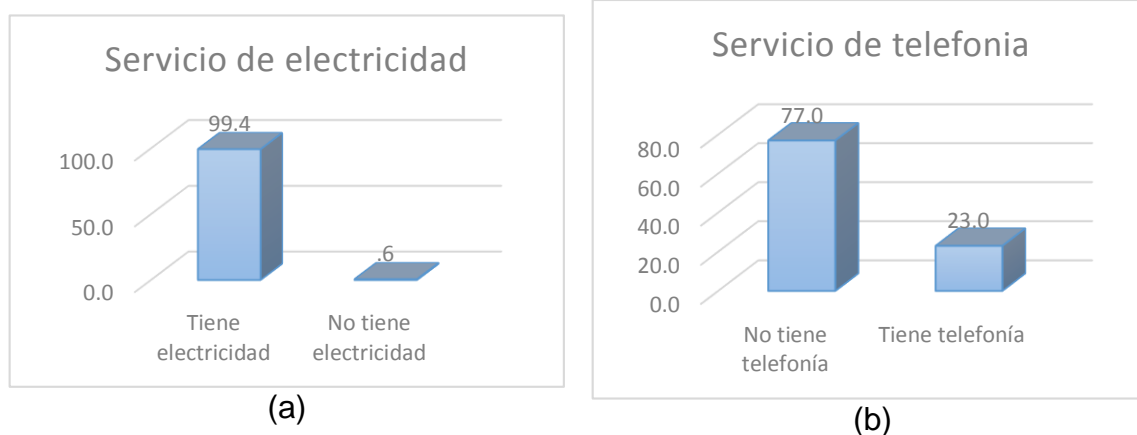 Servicio de electricidad
99.4
100.0
50.0
.6
0.0
Tiene
electricidad
No tiene
electricidad
(a)
Servicio de telefonia
77.0
80.0
60.0
40.0
23.0
20.0
0.0
No tiene
telefonía
Tiene telefonía
(b)